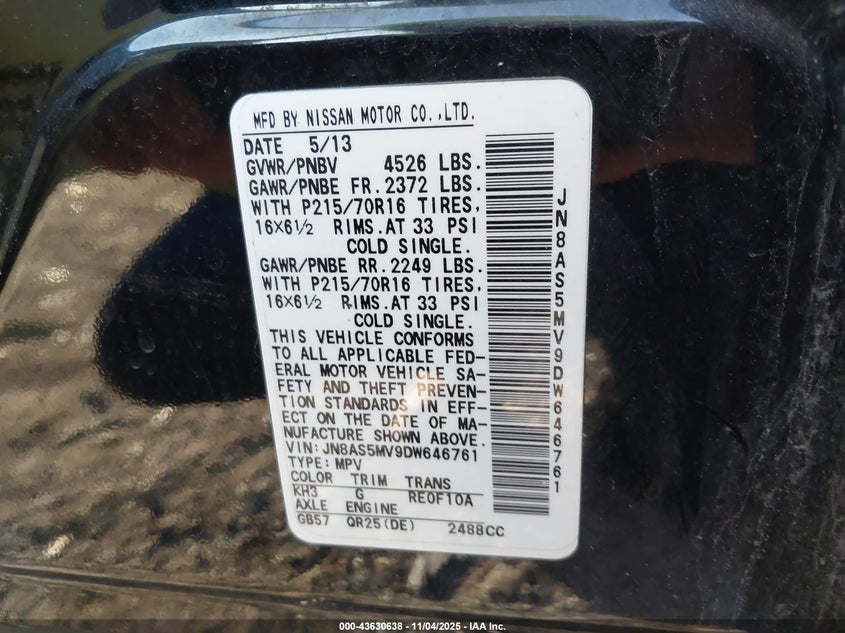 MFD BY NISSAN MOTOR CO.,LTD.
DATE 5/13
GVWR/PNBV 4526 LBS.
GAWR/PNBE FR.2372 LBS.
WITH P215/70R16 TIRES,
16X6½ RIMS.AT 33 PSI
COLD SINGLE.
GAWR/PNBE RR.2249 LBS.
WITH P215/70R16 TIRES,
16X6½ RIMS.AT 33 PSI
COLD SINGLE.
THIS VEHICLE CONFORMS
TO ALL APPLICABLE FED-
ERAL MOTOR VEHICLE SA-
FETY AND THEFT PREVEN-
TION STANDARDS IN EFF-
ECT ON THE DATE OF MA-
NUFACTURE SHOWN ABOVE.
VIN:JN8AS5MV9DW646761
TYPE:MPV
COLOR TRIM TRANS
KH3 G RE0F10A
AXLE ENGINE
GB57 QR25(DE) 2488CC
JN8AS5MV9DW646761
000-43630638 - 11/04/2025 - IAA Inc.